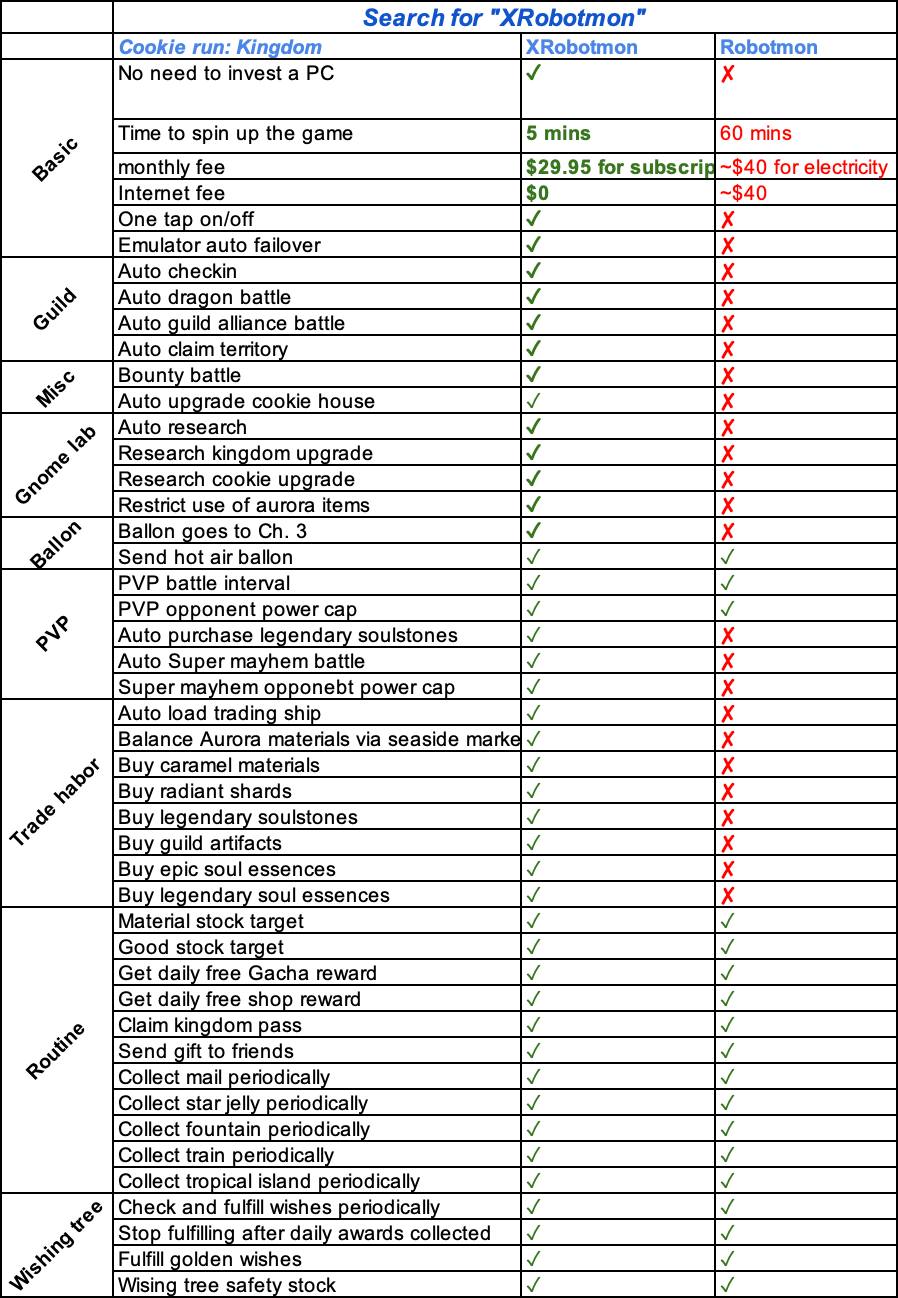 Search for "XRobotmon"
Cookie run: Kingdom XRobotmon Robotmon
Basic
No need to invest a PC ✓ ✗
Time to spin up the game 5 mins 60 mins
monthly fee $29.95 for subscrip ~$40 for electricity
Internet fee $0 ~$40
One tap on/off ✓ ✗
Emulator auto failover ✓ ✗
Guild
Auto checkin ✓ ✗
Auto dragon battle ✓ ✗
Auto guild alliance battle ✓ ✗
Auto claim territory ✓ ✗
Misc
Bounty battle ✓ ✗
Auto upgrade cookie house ✓ ✗
Gnome lab
Auto research ✓ ✗
Research kingdom upgrade ✓ ✗
Research cookie upgrade ✓ ✗
Restrict use of aurora items ✓ ✗
Ballon
Ballon goes to Ch. 3 ✓ ✗
Send hot air ballon ✓ ✓
PVP
PVP battle interval ✓ ✓
PVP opponent power cap ✓ ✓
Auto purchase legendary soulstones ✓ ✗
Auto Super mayhem battle ✓ ✗
Super mayhem opponebt power cap ✓ ✗
Trade habor
Auto load trading ship ✓ ✗
Balance Aurora materials via seaside marke ✓ ✗
Buy caramel materials ✓ ✗
Buy radiant shards ✓ ✗
Buy legendary soulstones ✓ ✗
Buy guild artifacts ✓ ✗
Buy epic soul essences ✓ ✗
Buy legendary soul essences ✓ ✗
Routine
Material stock target ✓ ✓
Good stock target ✓ ✓
Get daily free Gacha reward ✓ ✓
Get daily free shop reward ✓ ✓
Claim kingdom pass ✓ ✓
Send gift to friends ✓ ✓
Collect mail periodically ✓ ✓
Collect star jelly periodically ✓ ✓
Collect fountain periodically ✓ ✓
Collect train periodically ✓ ✓
Collect tropical island periodically ✓ ✓
Wishing tree
Check and fulfill wishes periodically ✓ ✓
Stop fulfilling after daily awards collected ✓ ✓
Fulfill golden wishes ✓ ✓
Wising tree safety stock ✓ ✓